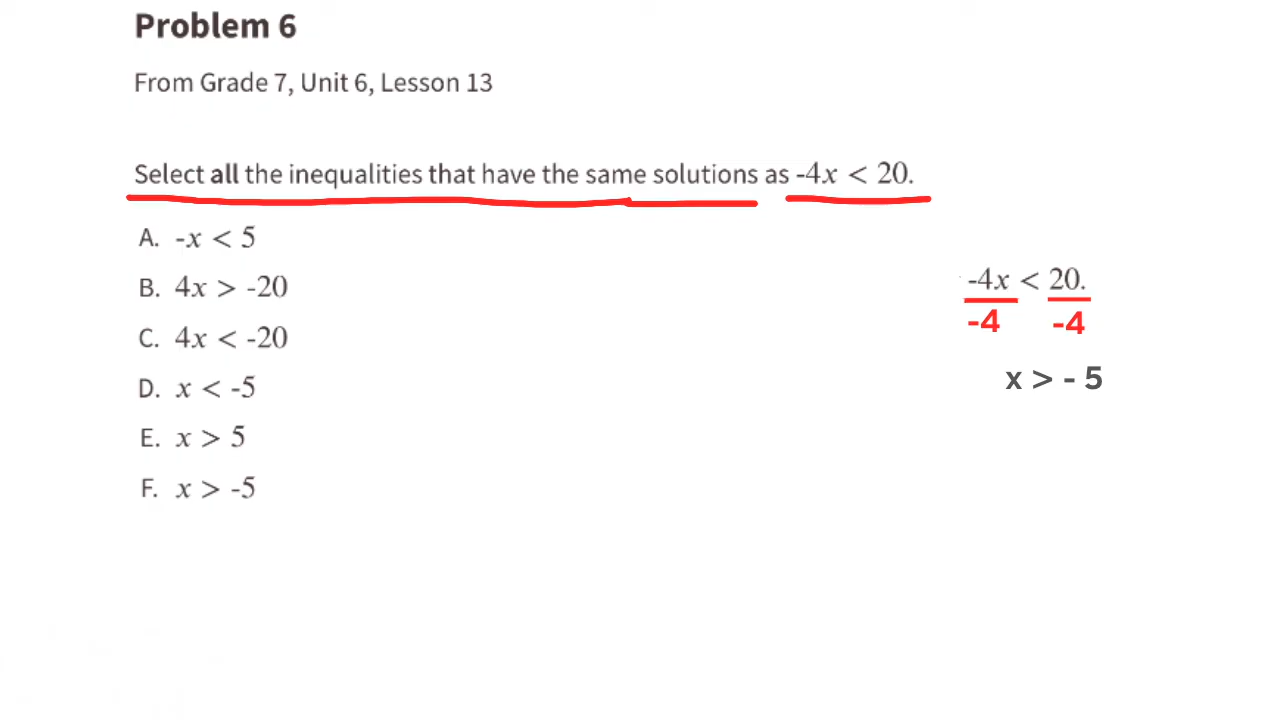 Problem 6
From Grade 7, Unit 6, Lesson 13
Select all the inequalities that have the same solutions as -4x < 20.
A. -x < 5
B. 4x > -20
C. 4x < -20
D. x < -5
E. x > 5
F. x > -5
-4x < 20.
-4 -4
x > - 5